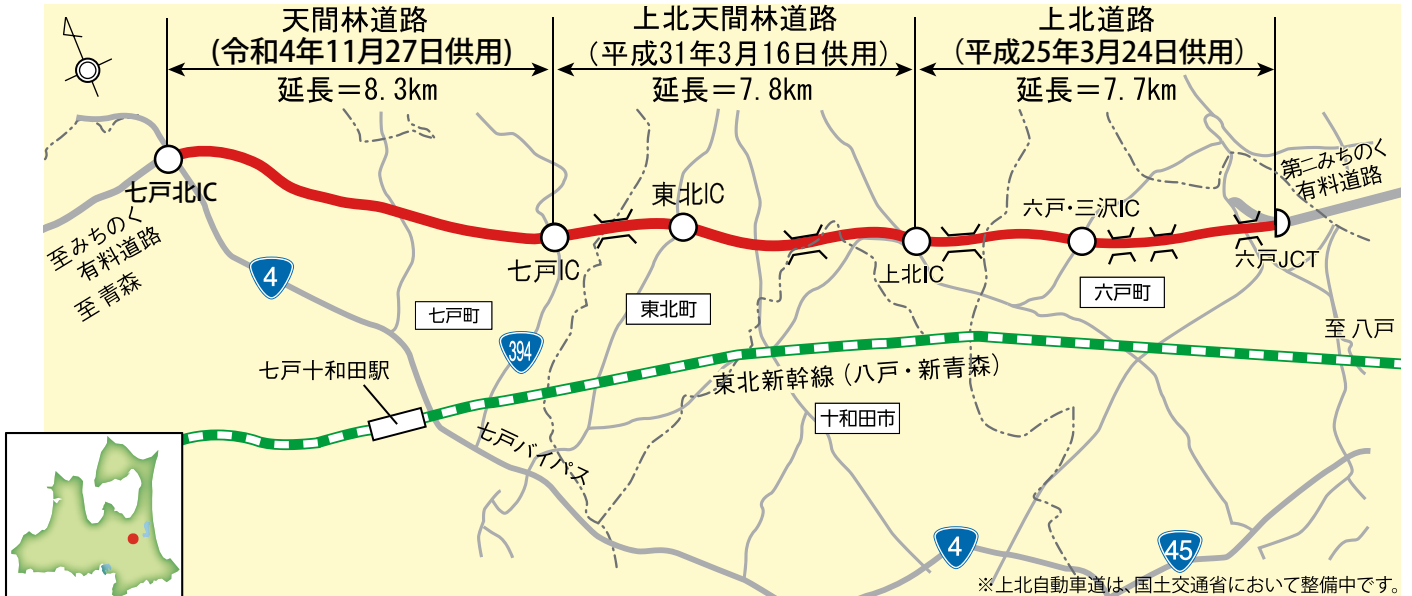 天間林道路
(令和4年11月27日供用)
延長＝8.3km
上北天間林道路
(平成31年3月16日供用)
延長＝7.8km
上北道路
(平成25年3月24日供用)
延長＝7.7km
七戸北IC
至みちのく
有料道路
至 青森
4
七戸IC
東北IC
上北IC
六戸・三沢IC
六戸JCT
第二みちのく
有料道路
七戸町
東北町
六戸町
394
至 八戸
七戸十和田駅
東北新幹線(八戸・新青森)
十和田市
七戸バイパス
4
45
※上北自動車道は、国土交通省において整備中です。